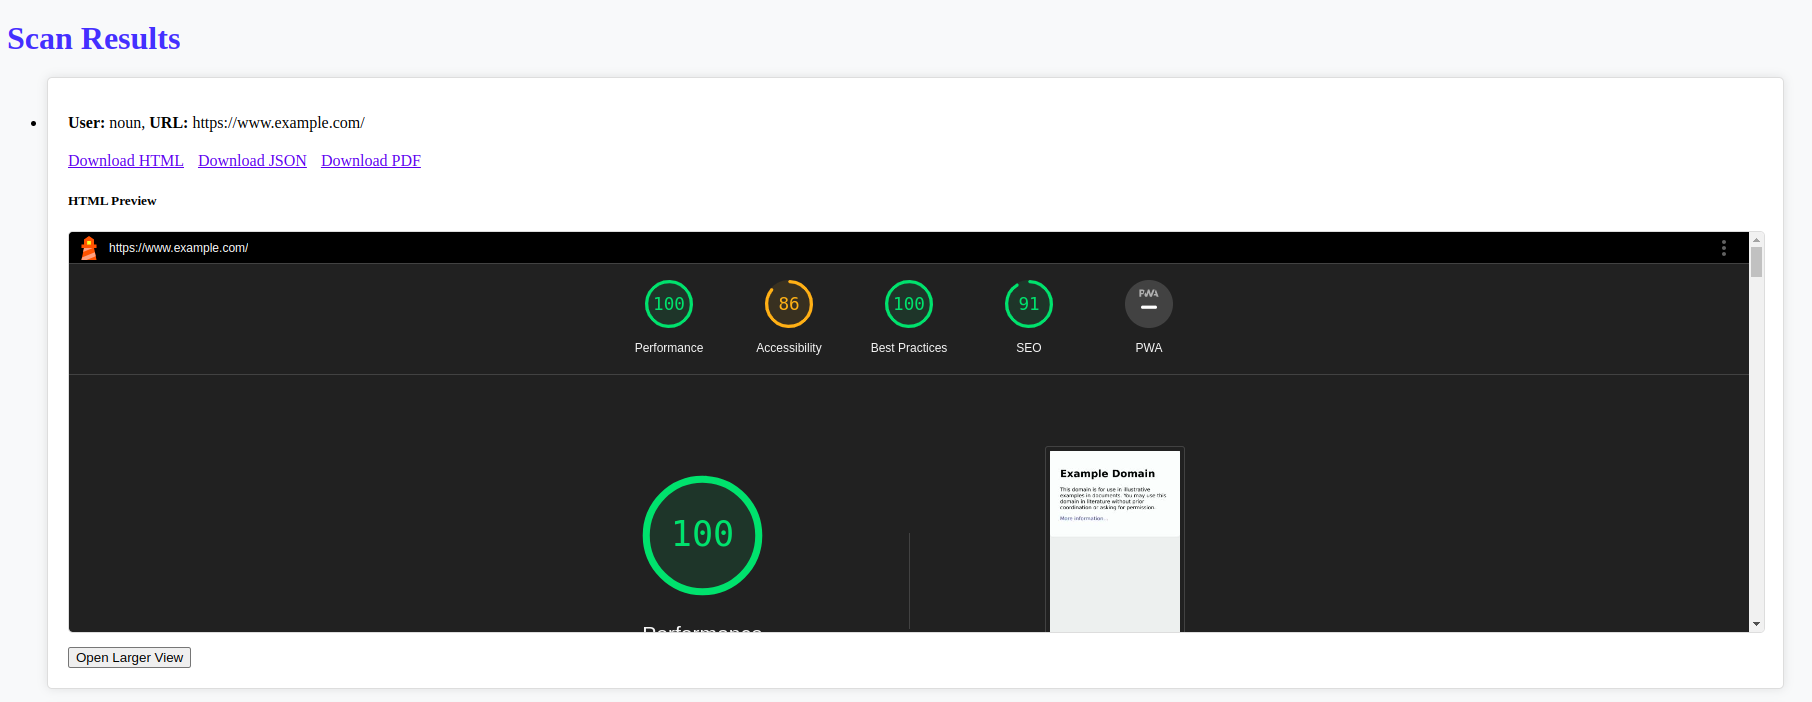 Scan Results
User: noun, URL: https://www.example.com/
Download HTML Download JSON Download PDF
HTML Preview
https://www.example.com/
100 86 100 91 PWA
Performance Accessibility Best Practices SEO PWA
100
Performance
Example Domain
This domain is for use in illustrative
examples in documents. You may use this
domain in literature without prior
coordination or asking for permission.
More information...
Open Larger View